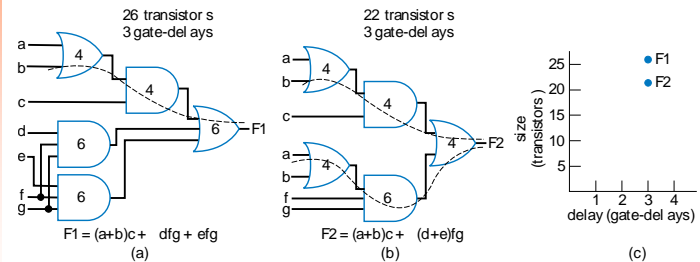 26 transistor s
3 gate-del ays
a
b
c
d
e
f
g
4
4
6
6
6
F1
F1 = (a+b)c + dfg + efg
(a)
22 transistor s
3 gate-del ays
a
b
c
a
b
f
g
4
4
4
6
4
F2
F2 = (a+b)c + (d+e)fg
(b)
25
20
15
10
5
size
(transistors )
F1
F2
1 2 3 4
delay (gate-del ays)
(c)